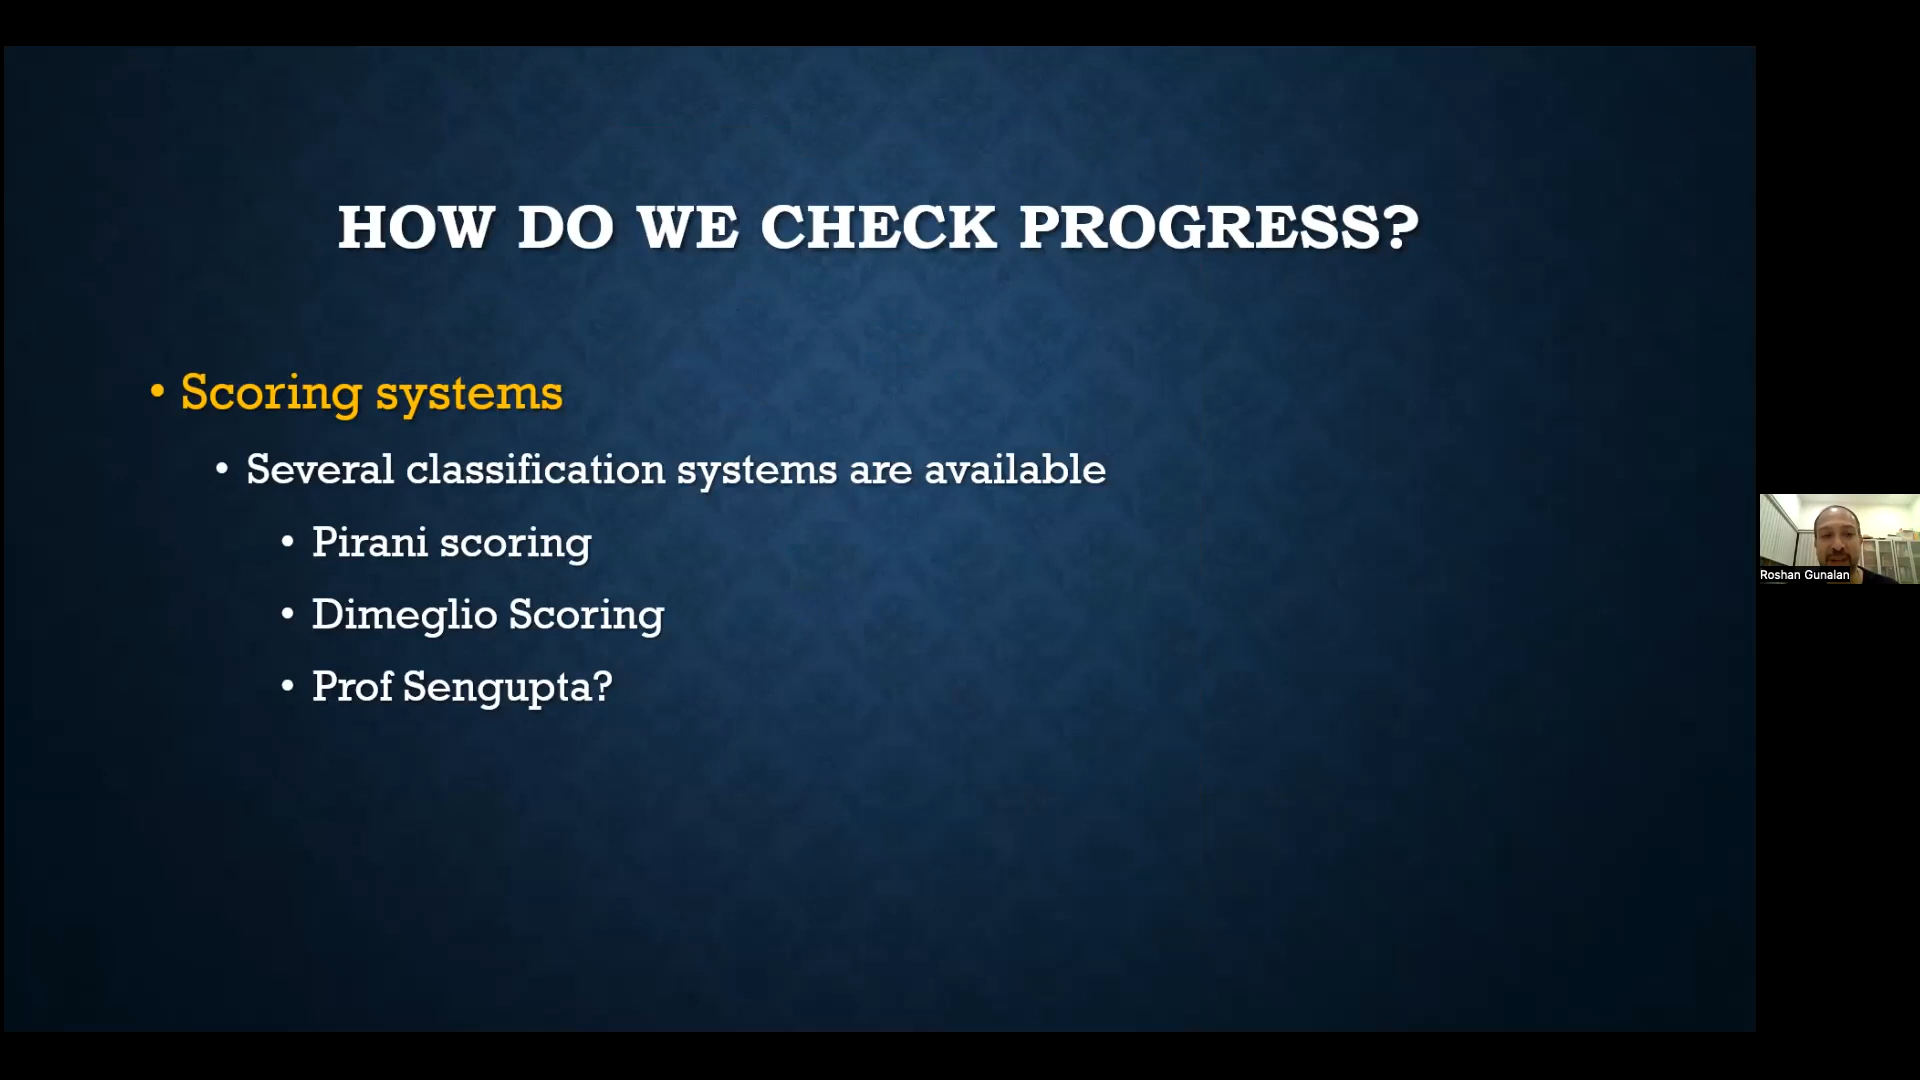 HOW DO WE CHECK PROGRESS?
• Scoring systems
• Several classification systems are available
• Pirani scoring
• Dimeglio Scoring
• Prof Sengupta?
Roshan Gunalan